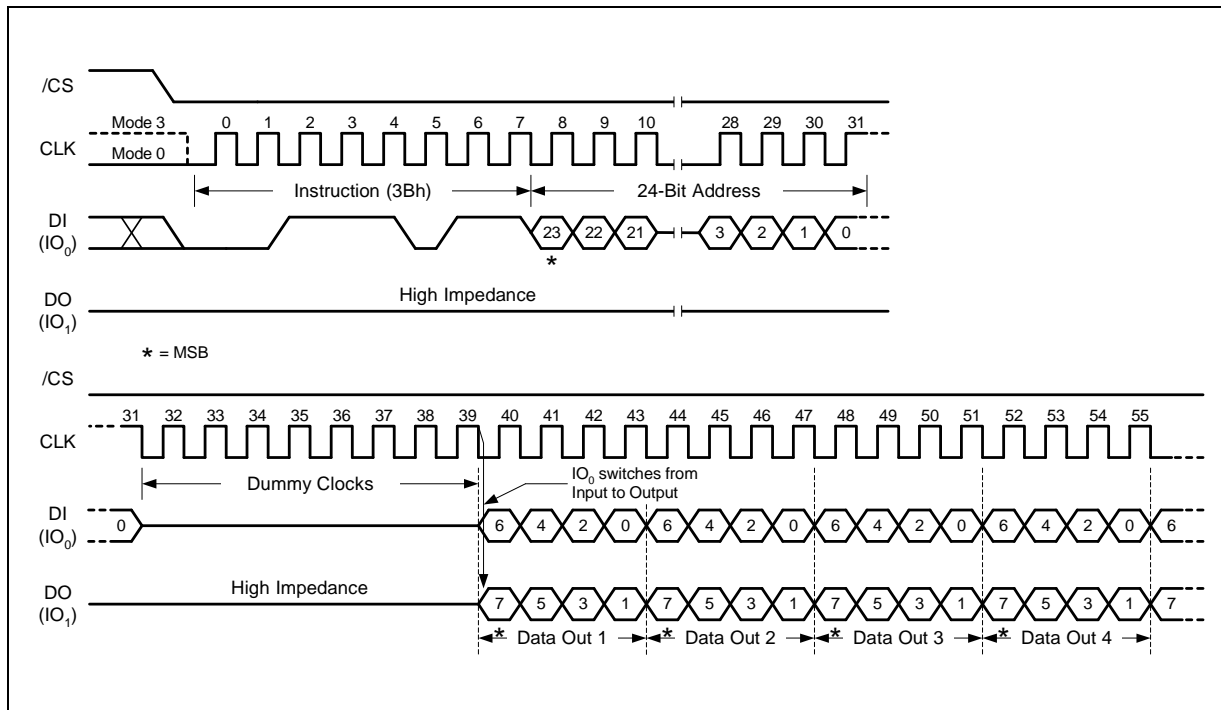 /CS
Mode 3 0 1 2 3 4 5 6 7 8 9 10 28 29 30 31
CLK
Mode 0
Instruction (3Bh) 24-Bit Address
DI
(IO0) 23 22 21 3 2 1 0
*
High Impedance
DO
(IO1)
* = MSB
/CS
31 32 33 34 35 36 37 38 39 40 41 42 43 44 45 46 47 48 49 50 51 52 53 54 55
CLK
Dummy Clocks
IO0 switches from
Input to Output
DI
(IO0) 0 6 4 2 0 6 4 2 0 6 4 2 0 6 4 2 0 6
High Impedance
DO
(IO1) 7 5 3 1 7 5 3 1 7 5 3 1 7 5 3 1 7
* Data Out 1 * Data Out 2 * Data Out 3 * Data Out 4